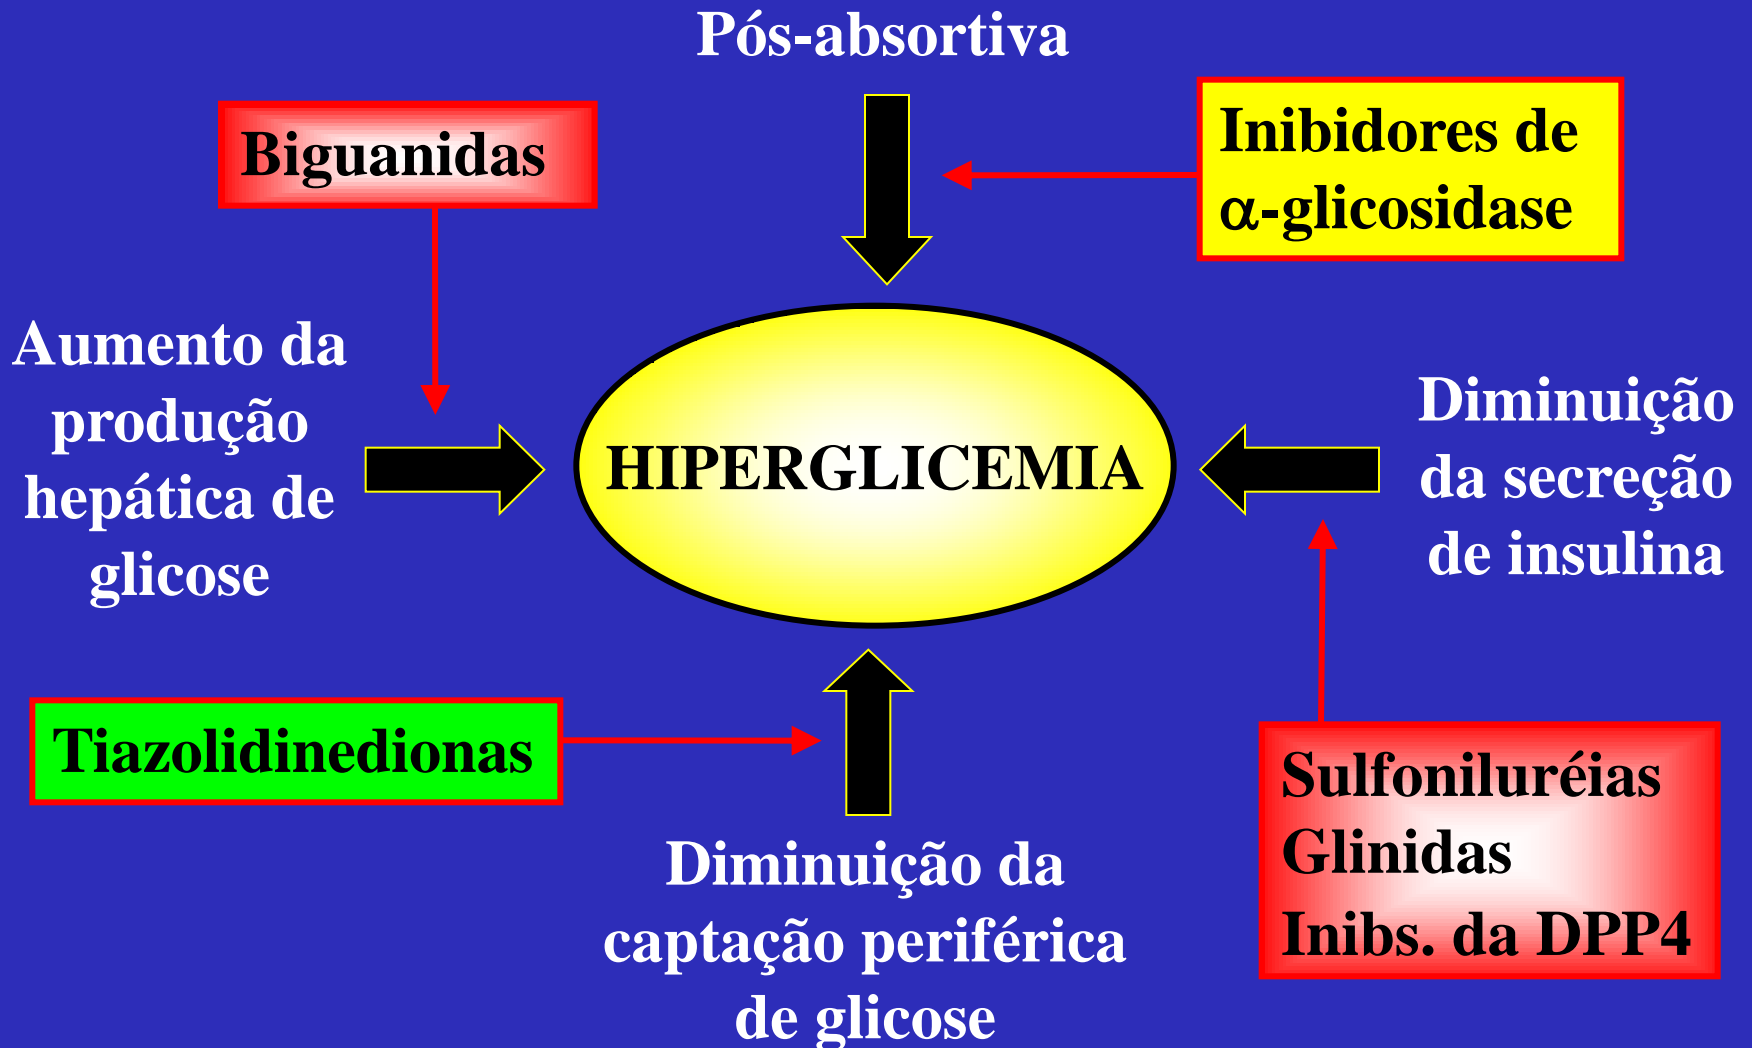 Pós-absortiva
Biguanidas
Inibidores de
α-glicosidase
Aumento da
produção
hepática de
glicose
HIPERGLICEMIA
Diminuição
da secreção
de insulina
Tiazolidinedionas
Diminuição da
captação periférica
de glicose
Sulfoniluréias
Glinidas
Inibs. da DPP4